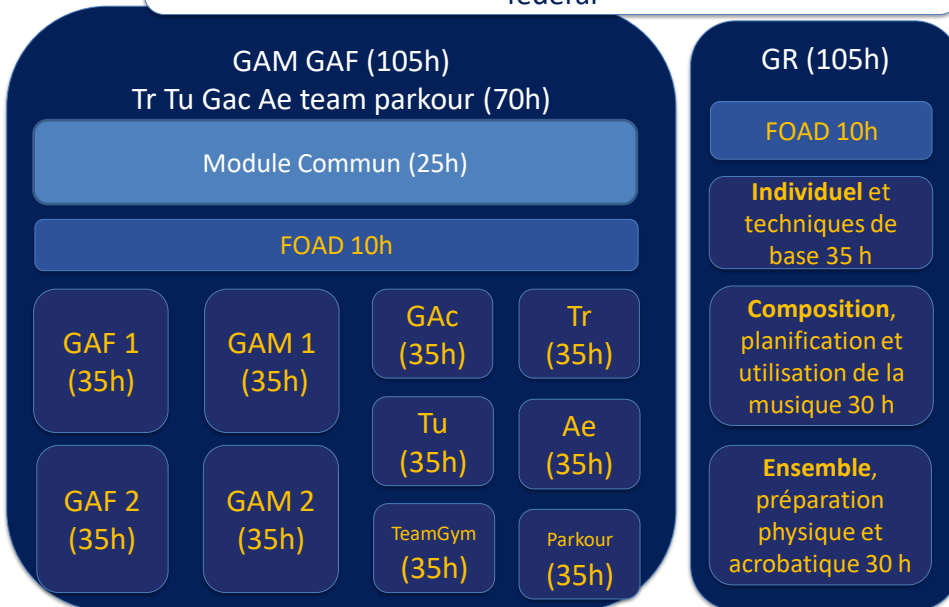 fédéral
GAM GAF (105h)
Tr Tu Gac Ae team parkour (70h)
Module Commun (25h)
FOAD 10h
GAF 1
(35h)
GAM 1
(35h)
GAc
(35h)
Tr
(35h)
Tu
(35h)
Ae
(35h)
GAF 2
(35h)
GAM 2
(35h)
TeamGym
(35h)
Parkour
(35h)
GR (105h)
FOAD 10h
Individuel et
techniques de
base 35 h
Composition,
planification et
utilisation de la
musique 30 h
Ensemble,
préparation
physique et
acrobatique 30 h